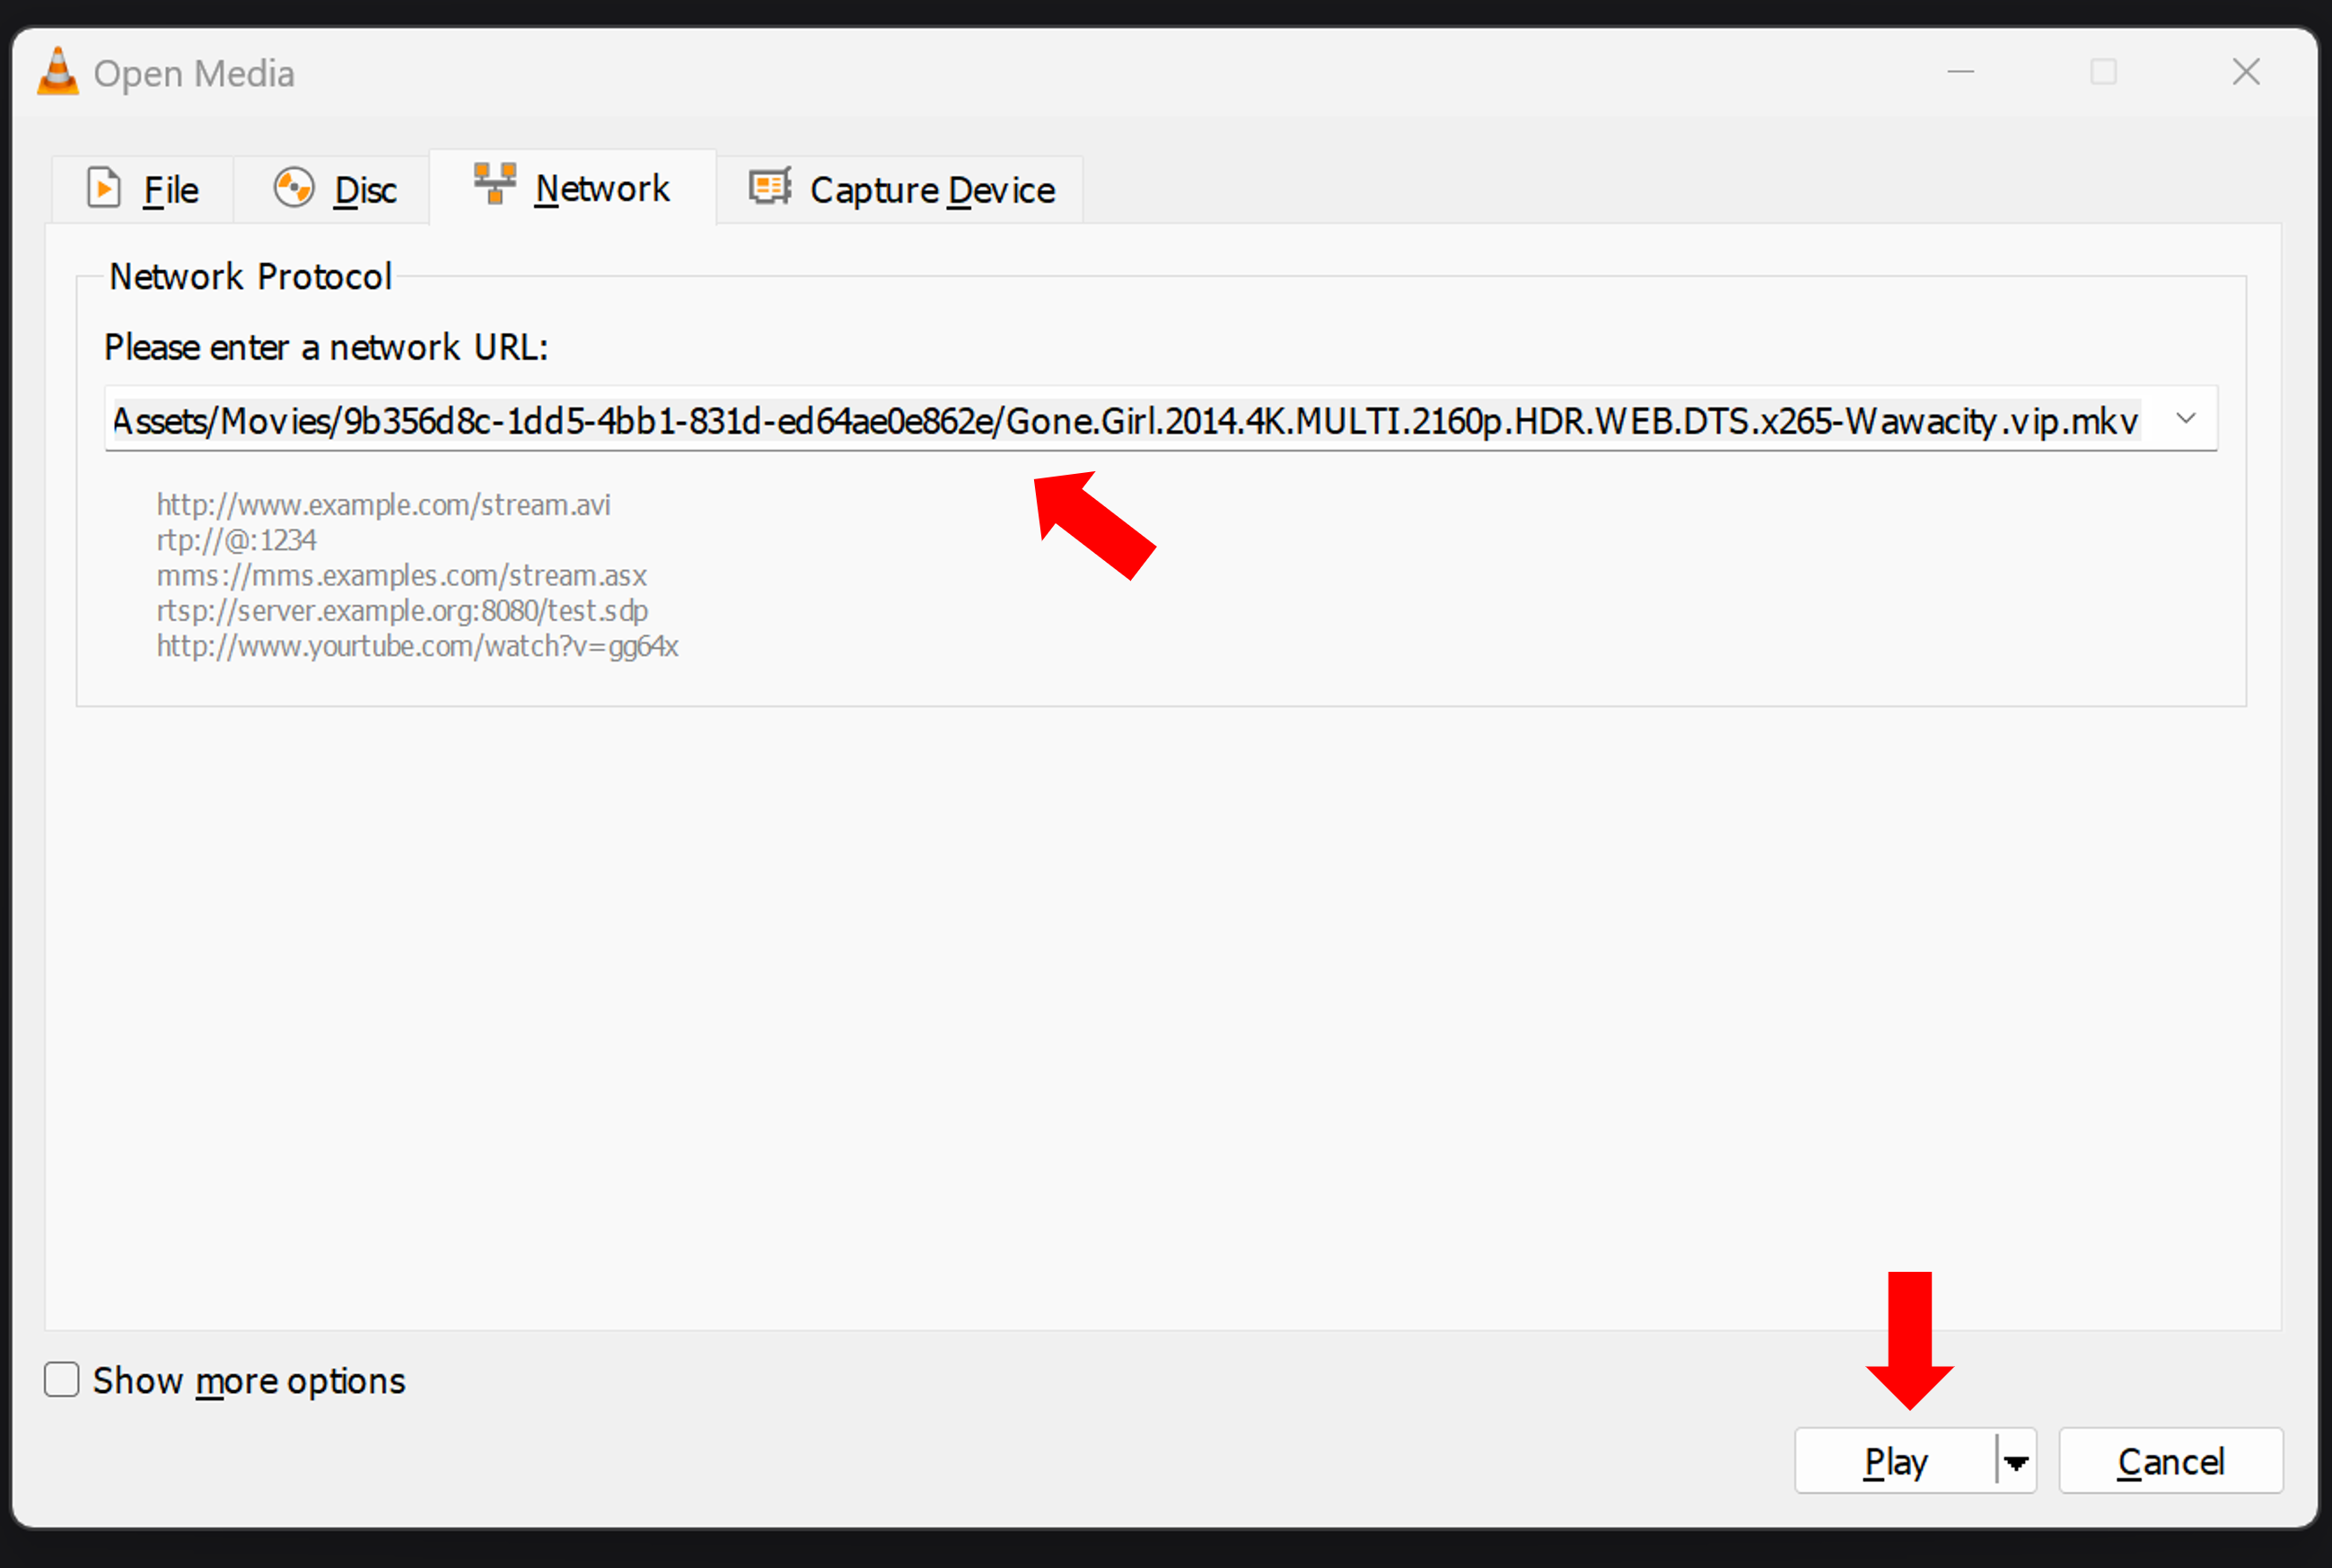 Open Media
File Disc Network Capture Device
Network Protocol
Please enter a network URL:
Assets/Movies/9b356d8c-1dd5-4bb1-831d-ed64ae0e862e/Gone.Girl.2014.4K.MULTI.2160p.HDR.WEB.DTS.x265-Wawacity.vip.mkv
http://www.example.com/stream.avi
rtp://@:1234
mms://mms.examples.com/stream.asx
rtsp://server.example.org:8080/test.sdp
http://www.yourtube.com/watch?v=gg64x
Show more options
Play Cancel